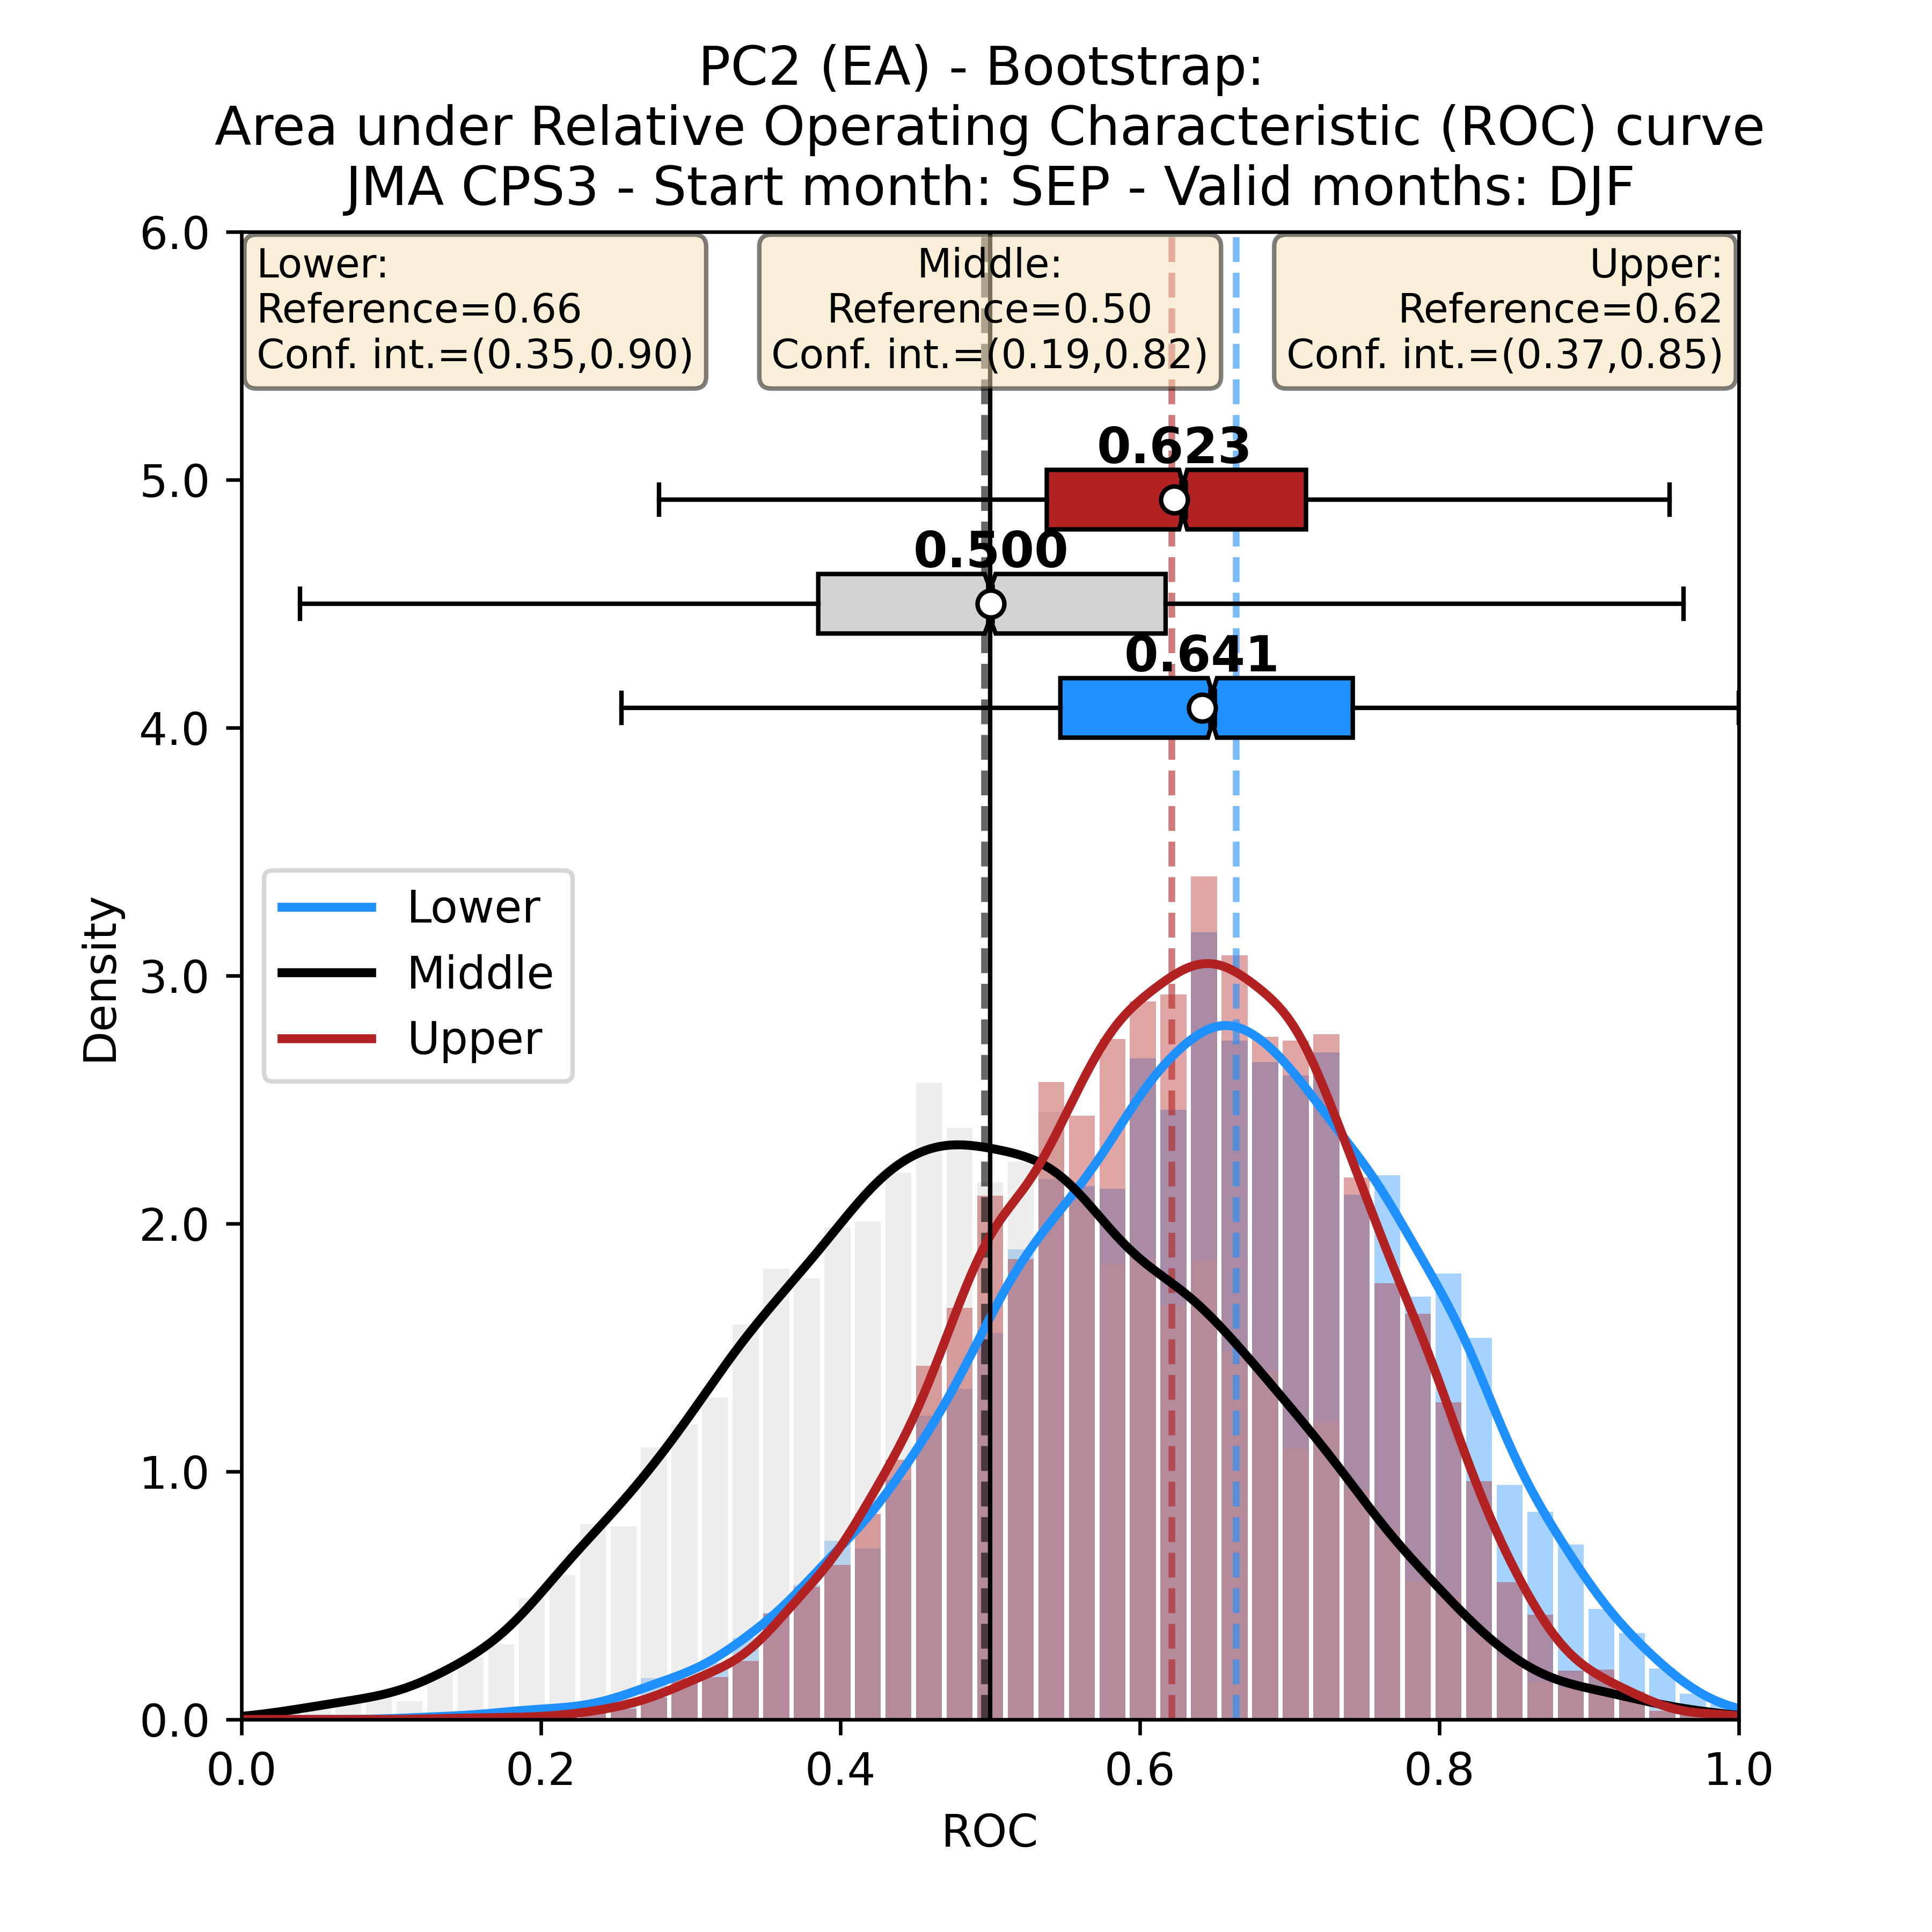 PC2 (EA) - Bootstrap:
Area under Relative Operating Characteristic (ROC) curve
JMA CPS3 - Start month: SEP - Valid months: DJF
Lower:
Reference=0.66
Conf. int.=(0.35,0.90)
Middle:
Reference=0.50
Conf. int.=(0.19,0.82)
Upper:
Reference=0.62
Conf. int.=(0.37,0.85)
0.623
0.500
0.641
Lower
Middle
Upper
Density
6.0
5.0
4.0
3.0
2.0
1.0
0.0
0.0 0.2 0.4 0.6 0.8 1.0
ROC